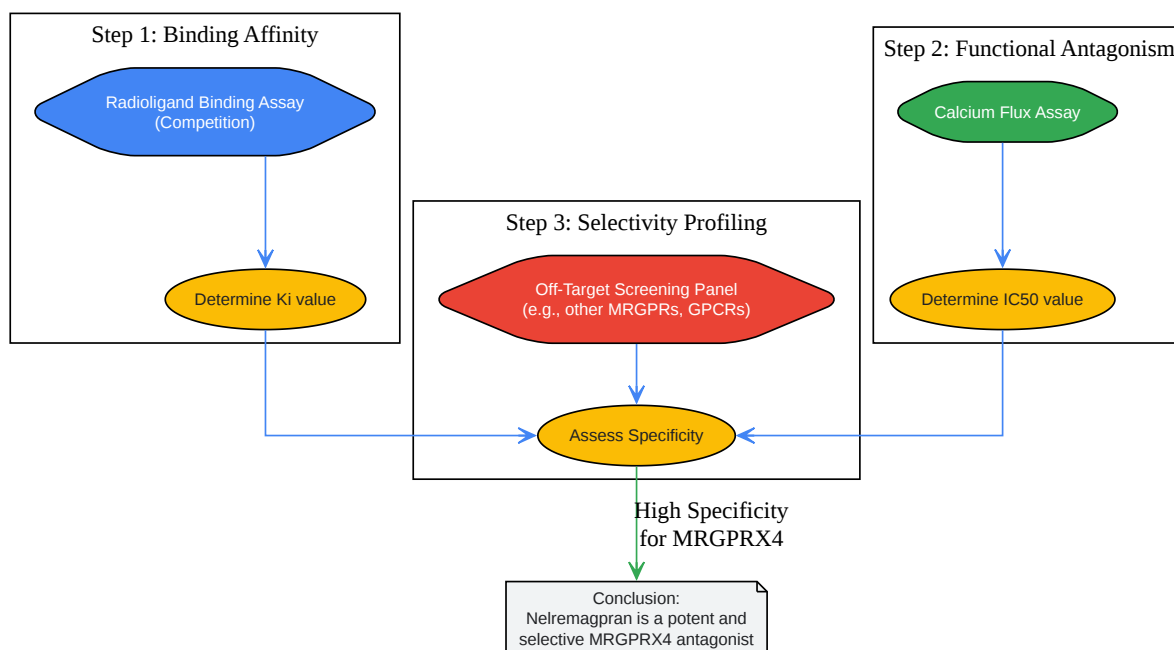 Step 1: Binding Affinity
Radioligand Binding Assay
(Competition)
Determine Ki value
Step 2: Functional Antagonism
Calcium Flux Assay
Determine IC50 value
Step 3: Selectivity Profiling
Off-Target Screening Panel
(e.g., other MRGPRs, GPCRs)
Assess Specificity
High Specificity
for MRGPRX4
Conclusion:
Nelremagpran is a potent and
selective MRGPRX4 antagonist